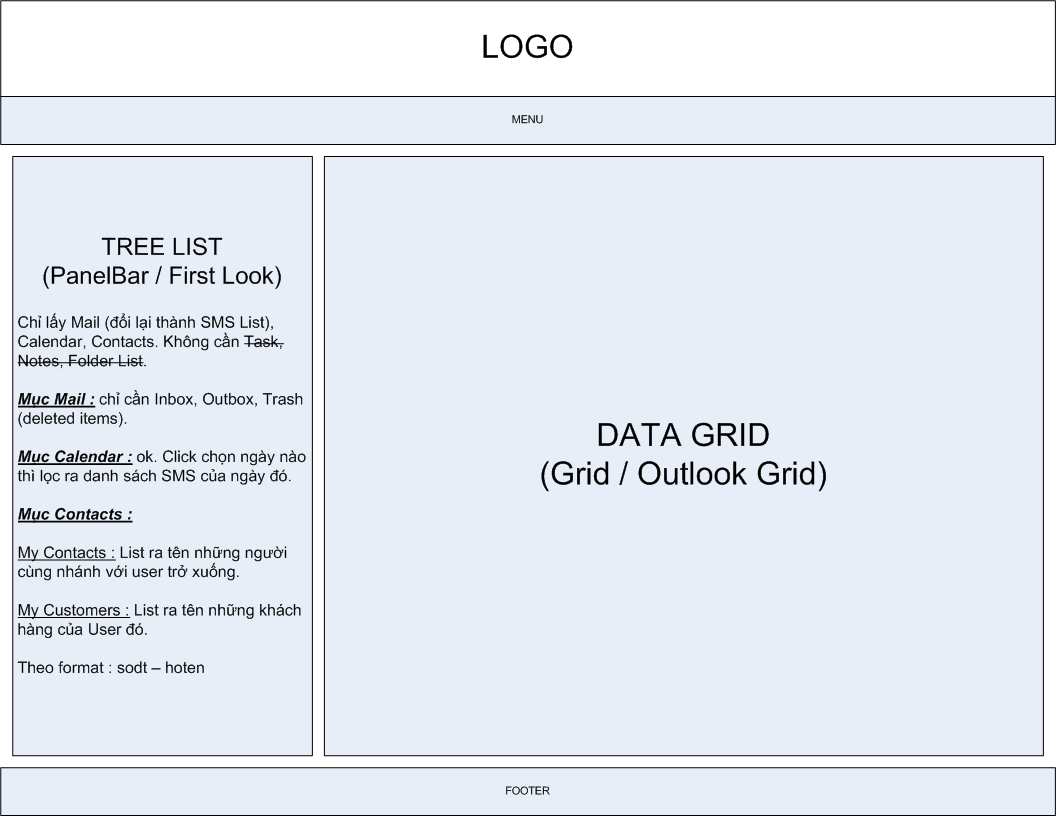 LOGO
MENU
TREE LIST
(PanelBar / First Look)
Chỉ lấy Mail (đổi lại thành SMS List),
Calendar, Contacts. Không cần Task,
Notes, Folder List.
Mục Mail : chỉ cần Inbox, Outbox, Trash
(deleted items).
Mục Calendar : ok. Click chọn ngày nào
thì lọc ra danh sách SMS của ngày đó.
Mục Contacts :
My Contacts : List ra tên những người
cùng nhánh với user trở xuống.
My Customers : List ra tên những khách
hàng của User đó.
Theo format : sodt – hoten
DATA GRID
(Grid / Outlook Grid)
FOOTER